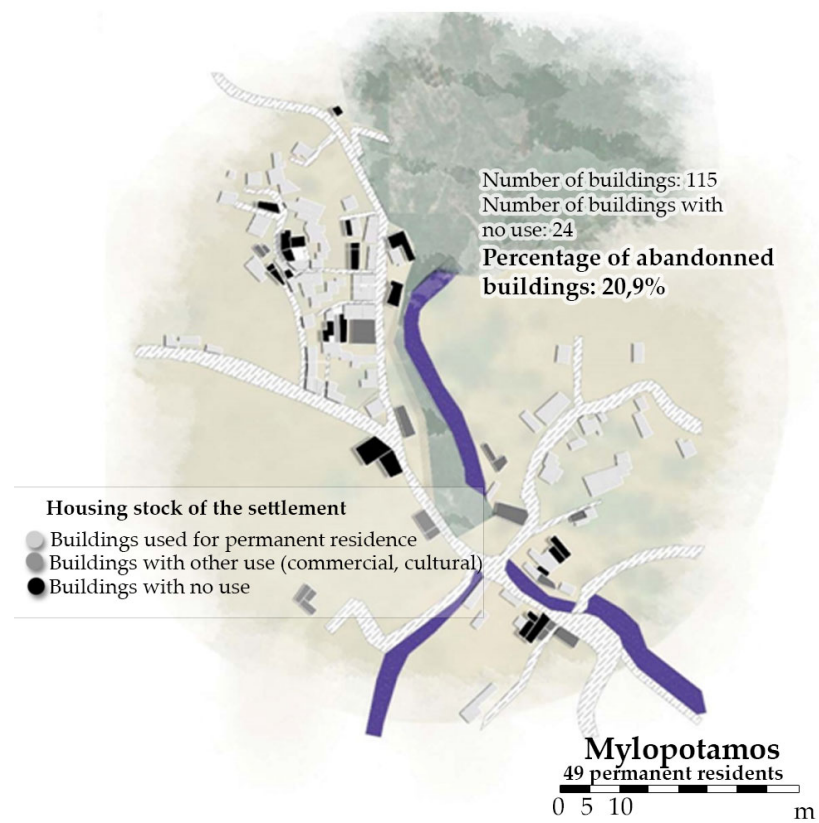 Number of buildings: 115
Number of buildings with
no use: 24
Percentage of abandonned
buildings: 20,9%
Housing stock of the settlement
Buildings used for permanent residence
Buildings with other use (commercial, cultural)
Buildings with no use
Mylopotamos
49 permanent residents
0 5 10
m